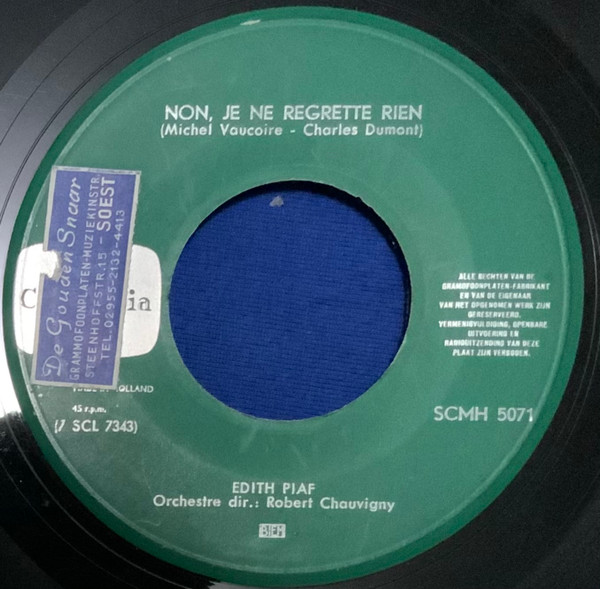 NON, JE NE REGRETTE RIEN
(Michel Vaucoire - Charles Dumont)
De Gouden Snaar
GRAMMOFOONPLATEN-MUZIEKINSTR.
STEENHOFFSTR.15 - SOEST
TEL.02955-2132-4413
C
ia
ALLE RECHTEN VAN DE
GRAMOFOONPLATEN-FABRIKANT
EN VAN DE EIGENAAR
VAN HET OPGENOMEN WERK ZIJN
GERESERVEERD.
VERMENIGVULDIGING, OPENBARE
UITVOERING EN
RADIOUITZENDING VAN DEZE
PLAAT ZIJN VERBODEN.
HOLLAND
45 r.p.m.
(7 SCL 7343)
SCMH 5071
EDITH PIAF
Orchestre dir.: Robert Chauvigny
BIEM